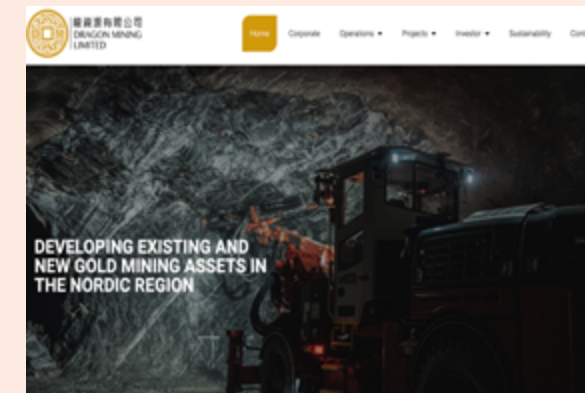 龍資源有限公司
DRAGON MINING
LIMITED
Home
Corporate
Operations
Projects
Investor
Sustainability
DEVELOPING EXISTING AND
NEW GOLD MINING ASSETS IN
THE NORDIC REGION